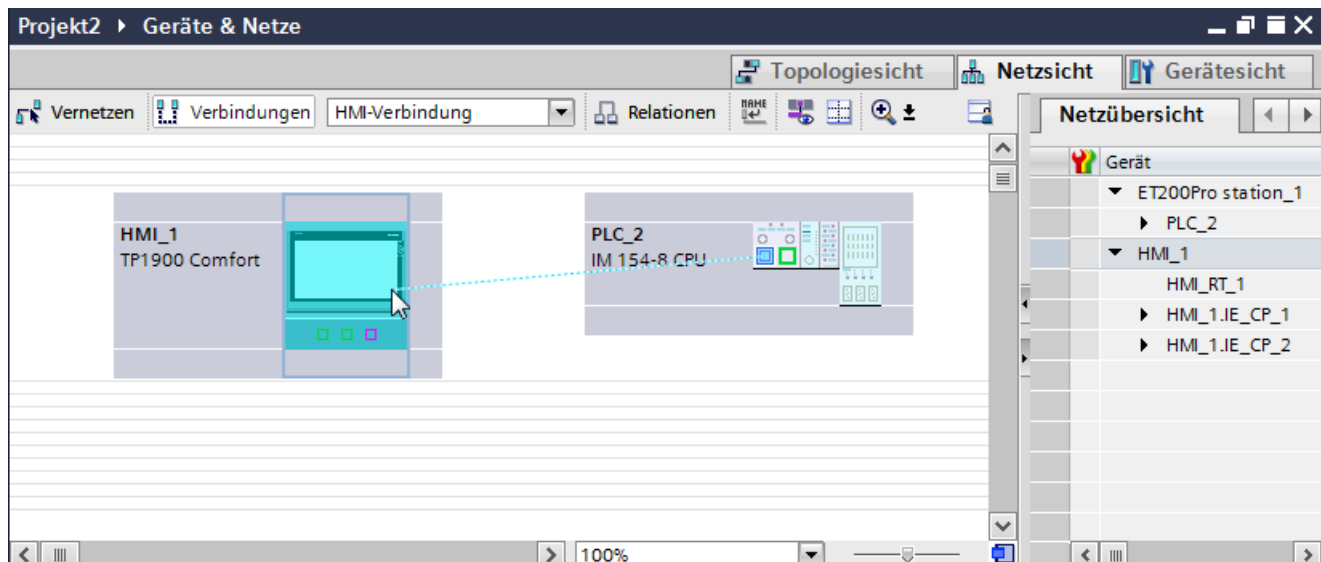 Projekt2 ▸ Geräte & Netze
Topologiesicht Netzsicht Gerätesicht
Vernetzen Verbindungen HMI-Verbindung Relationen Netzübersicht
Gerät
ET200Pro station_1
PLC_2
HMI_1
HMI_RT_1
HMI_1.IE_CP_1
HMI_1.IE_CP_2
HMI_1
TP1900 Comfort
PLC_2
IM 154-8 CPU
100%